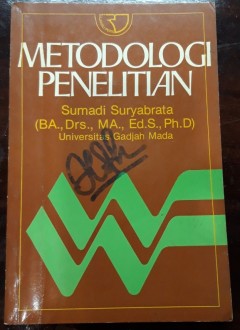 METODOLOGI
PENELITIAN
Sumadi Suryabrata
(BA., Drs., MA., Ed.S., Ph.D)
Universitas Gadjah Mada